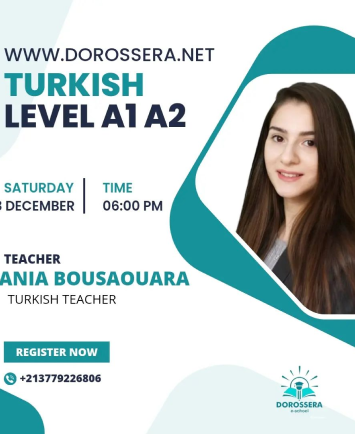 WWW.DOROSSERA.NET
TURKISH
LEVEL A1 A2
SATURDAY
TIME
DECEMBER
06:00 PM
TEACHER
ANIA BOUSAOUARA
TURKISH TEACHER
REGISTER NOW
+213779226806
DOROSSERA